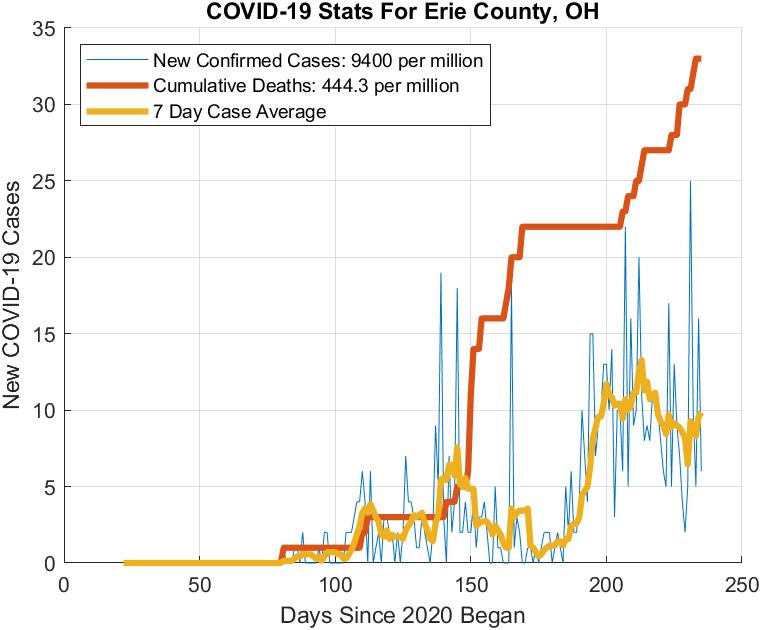 COVID-19 Stats For Erie County, OH
New Confirmed Cases: 9400 per million
Cumulative Deaths: 444.3 per million
7 Day Case Average
New COVID-19 Cases
35
30
25
20
15
10
5
0
0 50 100 150 200 250
Days Since 2020 Began